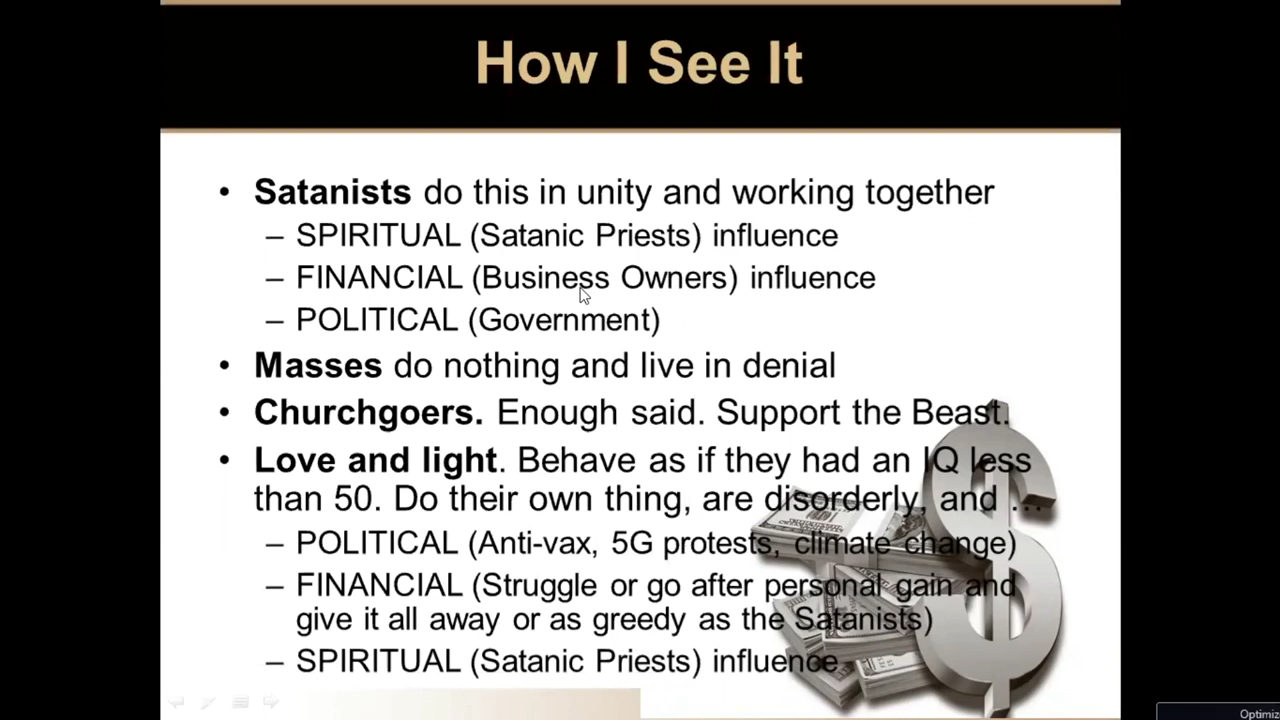 How I See It
• Satanists do this in unity and working together
– SPIRITUAL (Satanic Priests) influence
– FINANCIAL (Business Owners) influence
– POLITICAL (Government)
• Masses do nothing and live in denial
• Churchgoers. Enough said. Support the Beast.
• Love and light. Behave as if they had an IQ less
than 50. Do their own thing, are disorderly, and ...
– POLITICAL (Anti-vax, 5G protests, climate change)
– FINANCIAL (Struggle or go after personal gain and
give it all away or as greedy as the Satanists)
– SPIRITUAL (Satanic Priests) influence
Optimiz